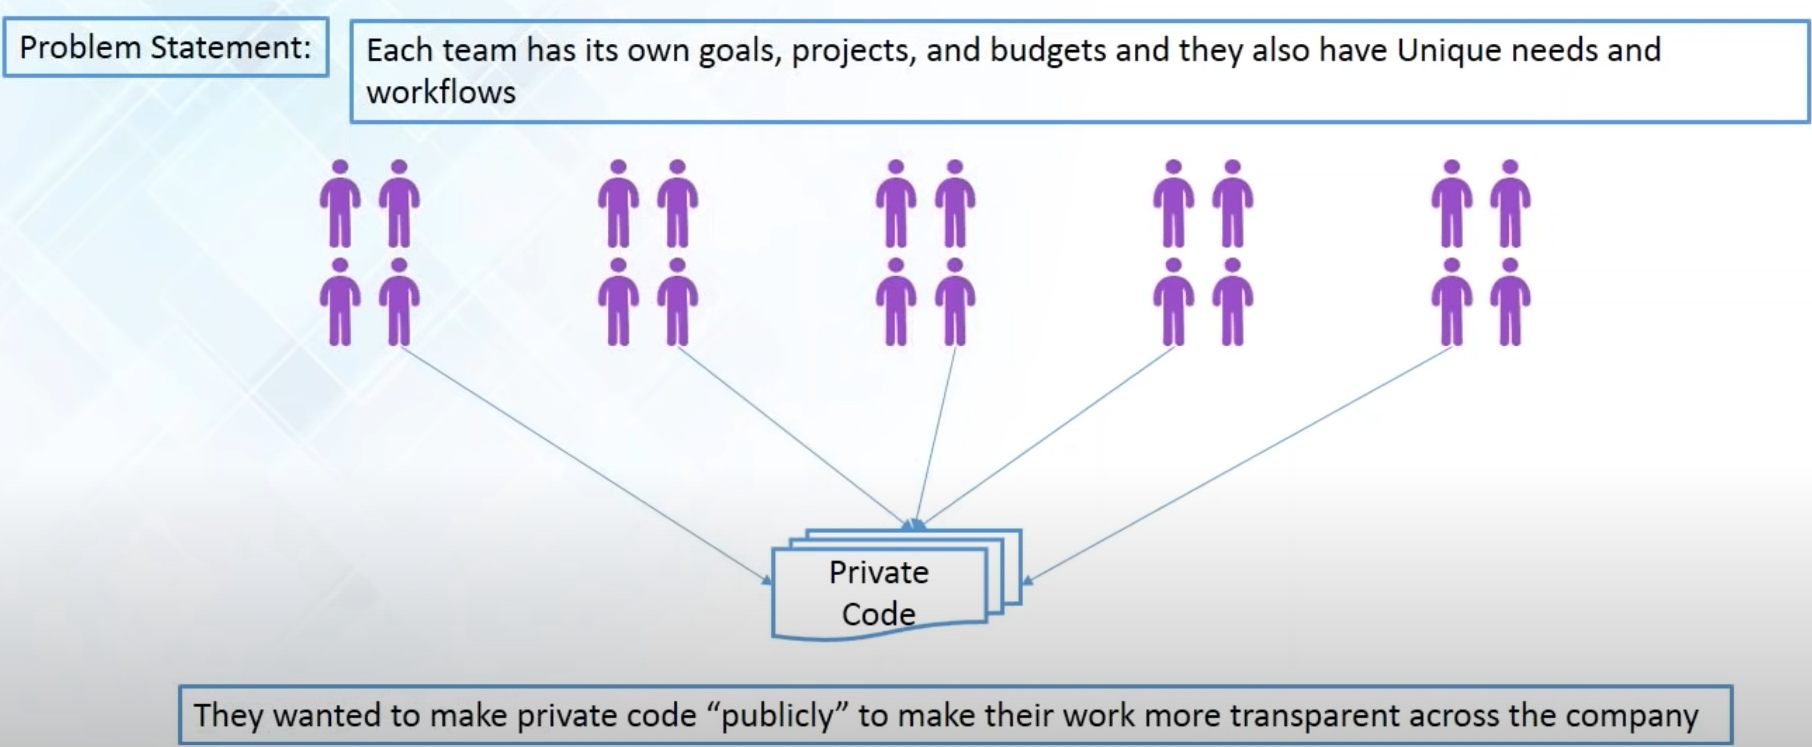 Problem Statement:
Each team has its own goals, projects, and budgets and they also have Unique needs and
workflows
Private
Code
They wanted to make private code “publicly” to make their work more transparent across the company